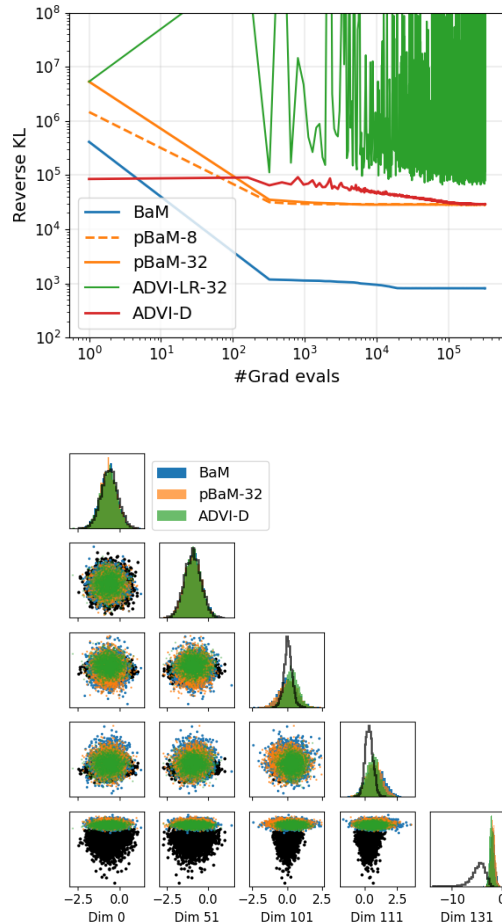 10^8
10^7
10^6
10^5
10^4
10^3
10^2
Reverse KL
BaM
pBaM-8
pBaM-32
ADVI-LR-32
ADVI-D
10^0 10^1 10^2 10^3 10^4 10^5
#Grad evals
BaM
pBaM-32
ADVI-D
−2.5 0.0 −2.5 0.0 0.0 2.5 0.0 2.5 −10 0
Dim 0 Dim 51 Dim 101 Dim 111 Dim 131